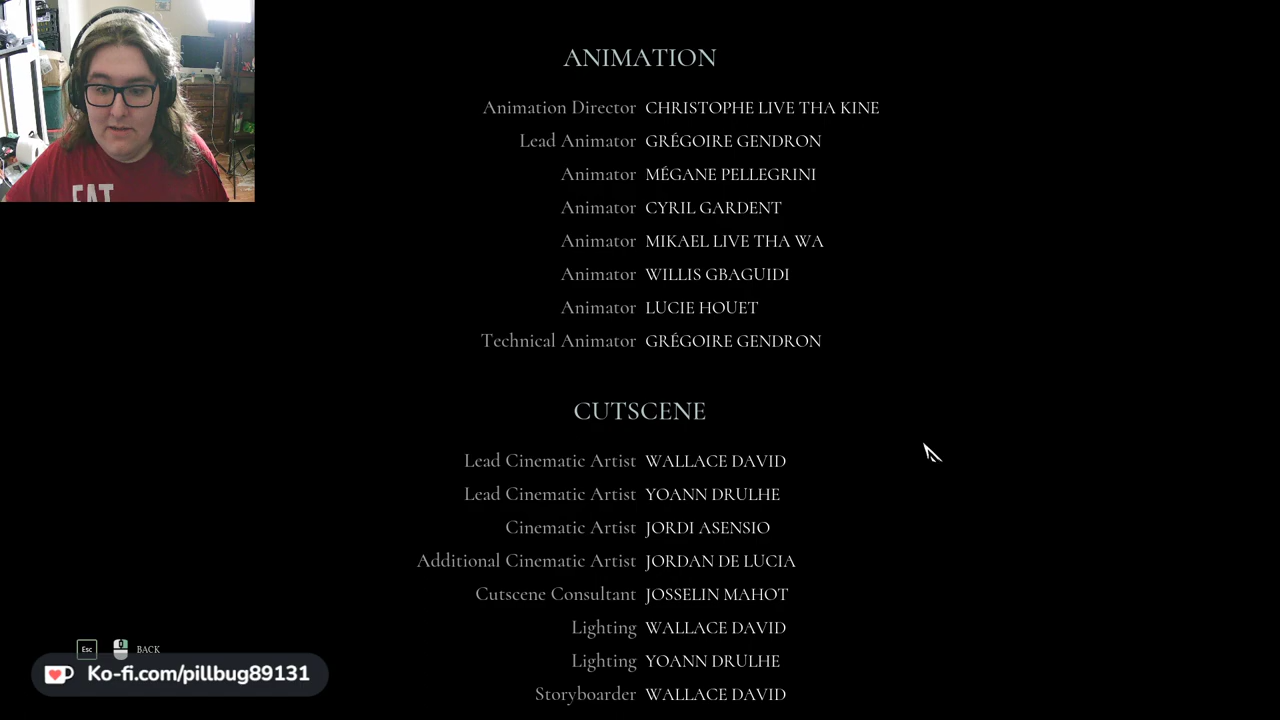 EAT
ANIMATION
Animation Director CHRISTOPHE LIVE THA KINE
Lead Animator GRÉGOIRE GENDRON
Animator MÉGANE PELLEGRINI
Animator CYRIL GARDENT
Animator MIKAEL LIVE THA WA
Animator WILLIS GBAGUIDI
Animator LUCIE HOUET
Technical Animator GRÉGOIRE GENDRON
CUTSCENE
Lead Cinematic Artist WALLACE DAVID
Lead Cinematic Artist YOANN DRULHE
Cinematic Artist JORDI ASENSIO
Additional Cinematic Artist JORDAN DE LUCIA
Cutscene Consultant JOSSELIN MAHOT
Lighting WALLACE DAVID
Lighting YOANN DRULHE
Storyboarder WALLACE DAVID
Esc BACK
Ko-fi.com/pillbug89131